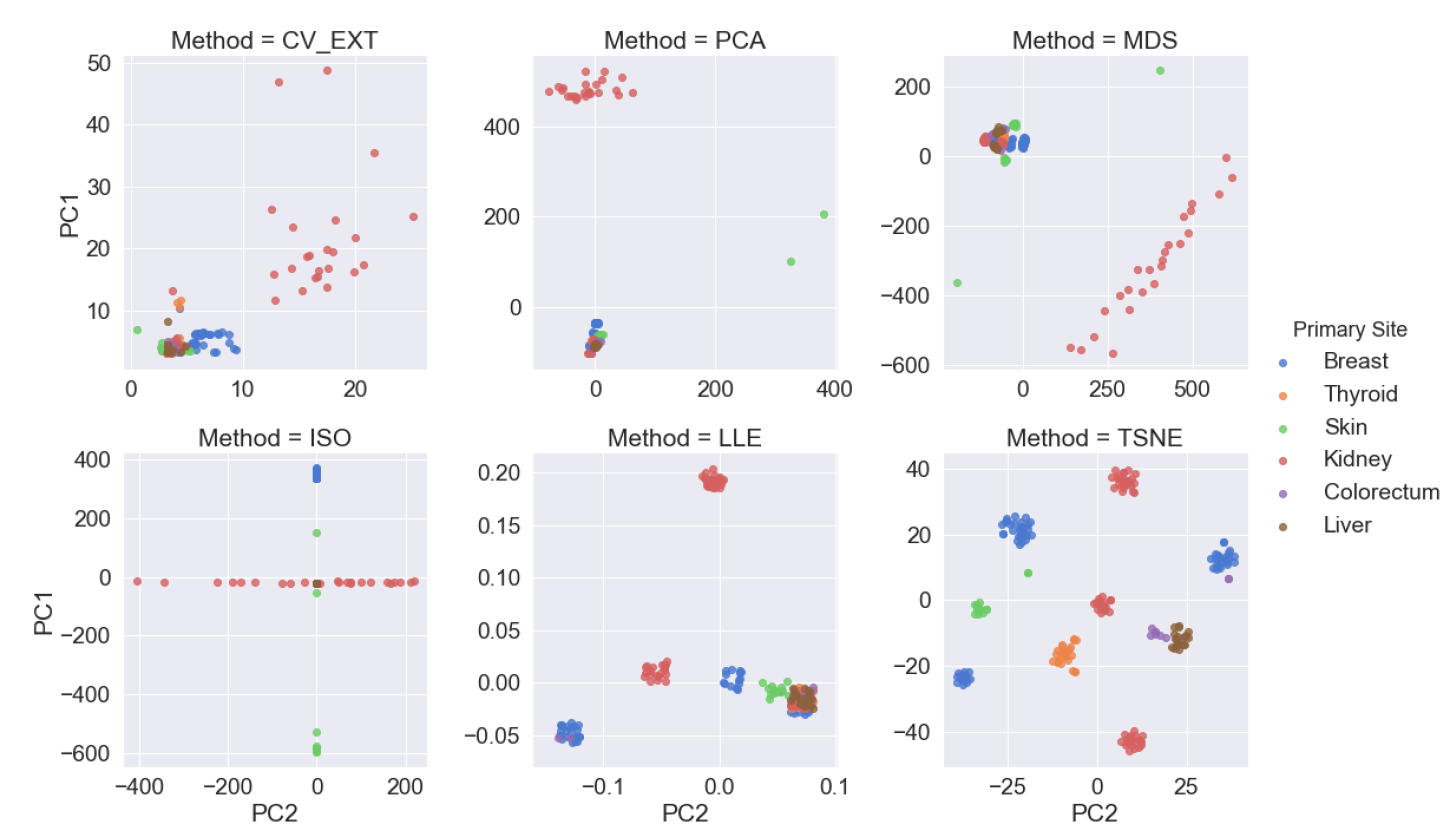 Method = CV_EXT
Method = PCA
Method = MDS
50
40
30
20
10
PC1
0
10
20
400
200
0
0
200
400
200
0
−200
−400
−600
0
250
500
Primary Site
Breast
Thyroid
Skin
Kidney
Colorectum
Liver
Method = ISO
Method = LLE
Method = TSNE
400
200
0
−200
−400
−600
PC1
−400
−200
0
200
PC2
0.20
0.15
0.10
0.05
0.00
−0.05
−0.1
0.0
0.1
PC2
40
20
0
−20
−40
−25
0
25
PC2